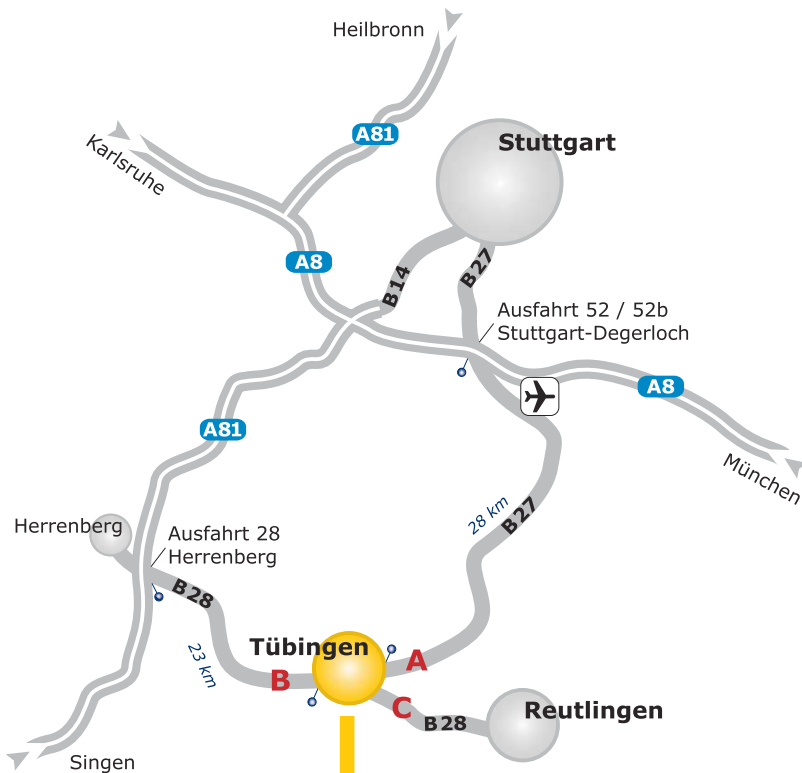 Heilbronn
A81
Karlsruhe
Stuttgart
A8
B14
B27
Ausfahrt 52 / 52b
Stuttgart-Degerloch
A8
A81
München
28 km
B27
Herrenberg
Ausfahrt 28
Herrenberg
B28
23 km
Tübingen
A
B
C
B28
Reutlingen
Singen